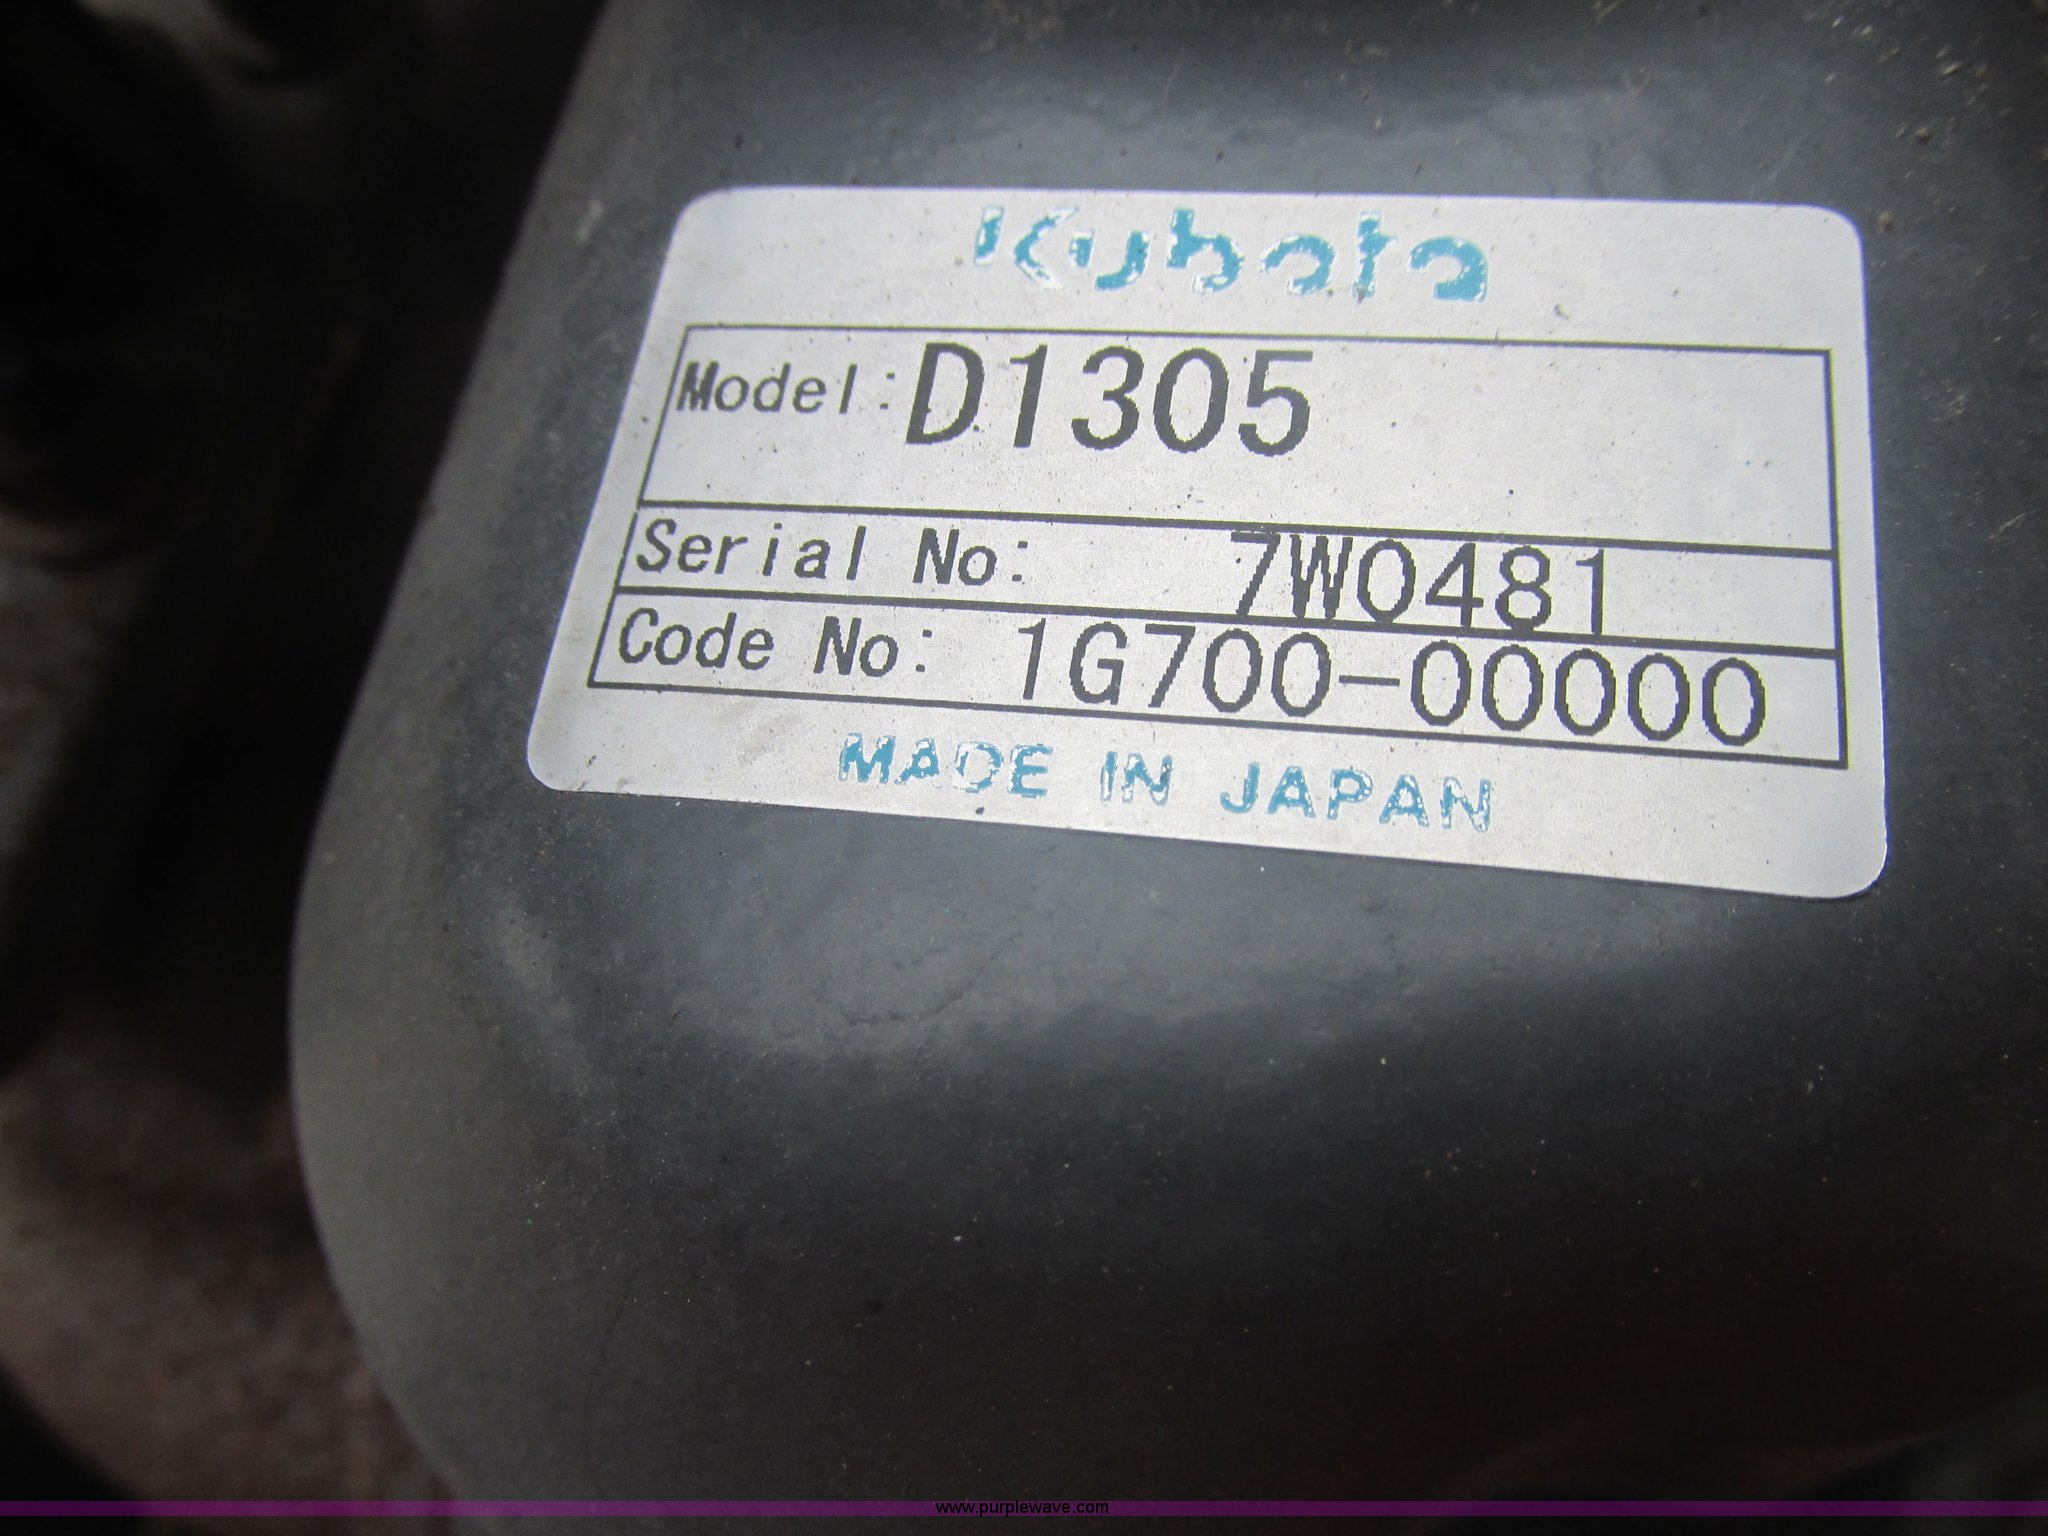 Kubota
Model: D1305
Serial No: 7W0481
Code No: 1G700-00000
MADE IN JAPAN
www.purplewave.com